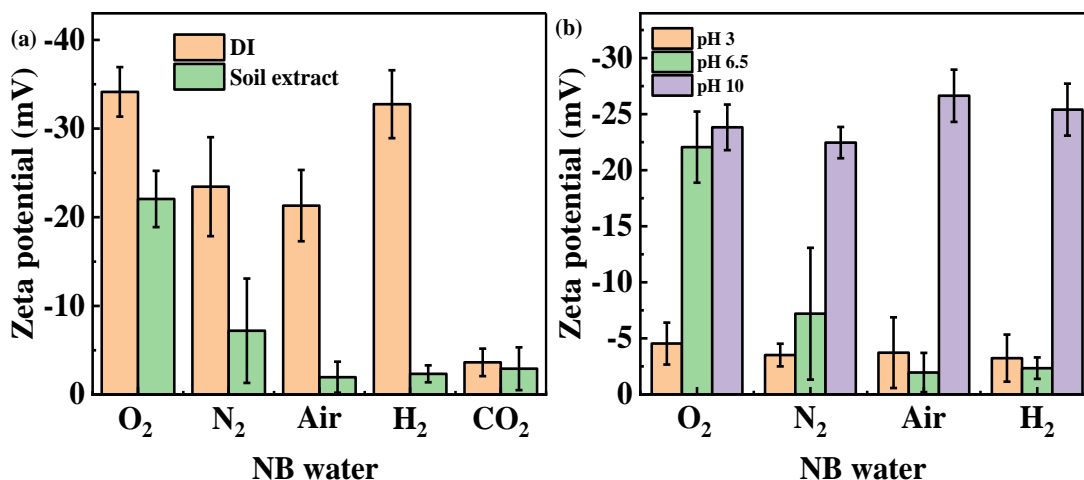 (a)
DI
Soil extract
Zeta potential (mV)
-40
-30
-20
-10
0
O₂ N₂ Air H₂ CO₂
NB water
(b)
pH 3
pH 6.5
pH 10
Zeta potential (mV)
-30
-25
-20
-15
-10
-5
0
O₂ N₂ Air H₂
NB water